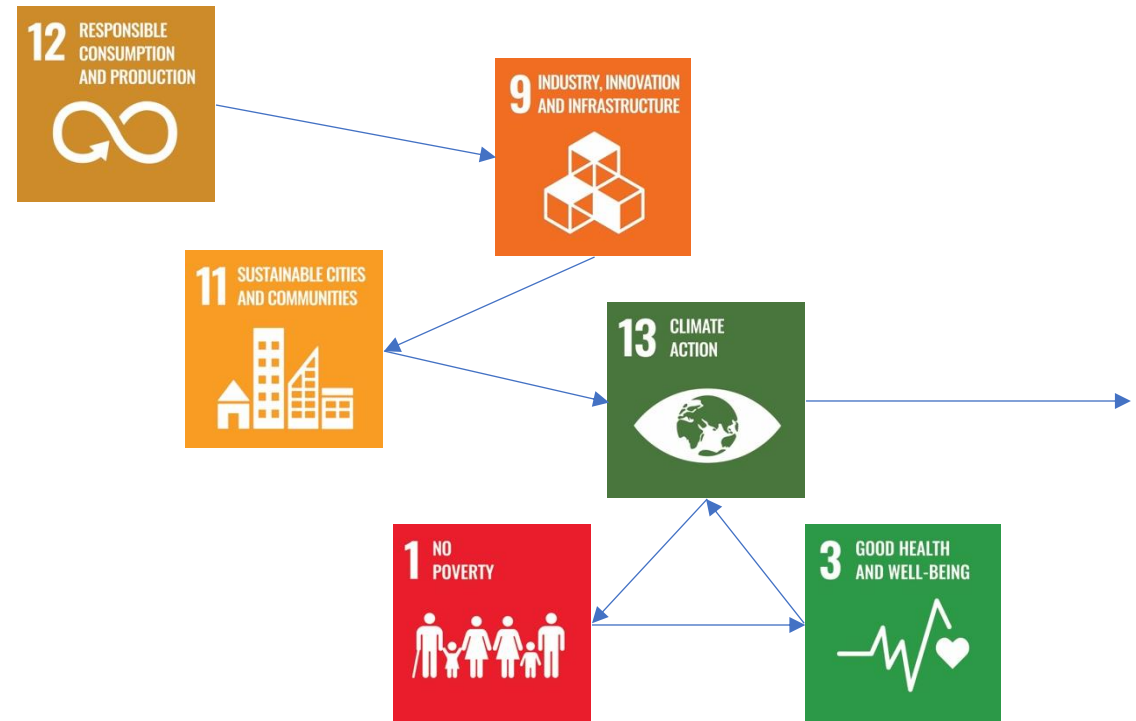 12 RESPONSIBLE
CONSUMPTION
AND PRODUCTION
9 INDUSTRY, INNOVATION
AND INFRASTRUCTURE
11 SUSTAINABLE CITIES
AND COMMUNITIES
13 CLIMATE
ACTION
1 NO
POVERTY
3 GOOD HEALTH
AND WELL-BEING